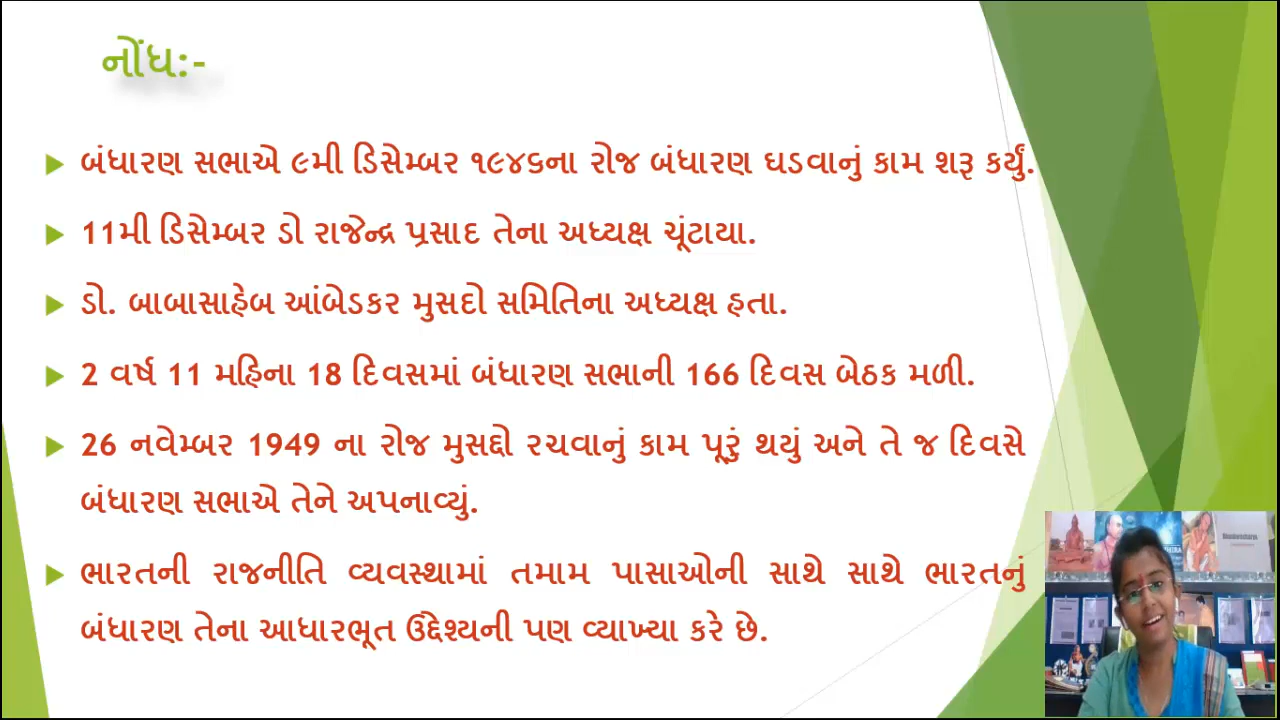 નોંધઃ-
બંધારણ સભાએ ૯મી ડિસેમ્બર ૧૯૪૬ના રોજ બંધારણ ઘડવાનું કામ શરૂ કર્યું.
11મી ડિસેમ્બર ડો રાજેન્દ્ર પ્રસાદ તેના અધ્યક્ષ ચૂંટાયા.
ડો. બાબાસાહેબ આંબેડકર મુસદો સમિતિના અધ્યક્ષ હતા.
2 વર્ષ 11 મહિના 18 દિવસમાં બંધારણ સભાની 166 દિવસ બેઠક મળી.
26 નવેમ્બર 1949 ના રોજ મુસદ્દો રચવાનું કામ પૂરું થયું અને તે જ દિવસે
બંધારણ સભાએ તેને અપનાવ્યું.
ભારતની રાજનીતિ વ્યવસ્થામાં તમામ પાસાઓની સાથે સાથે ભારતનું
બંધારણ તેના આધારભૂત ઉદ્દેશ્યની પણ વ્યાખ્યા કરે છે.